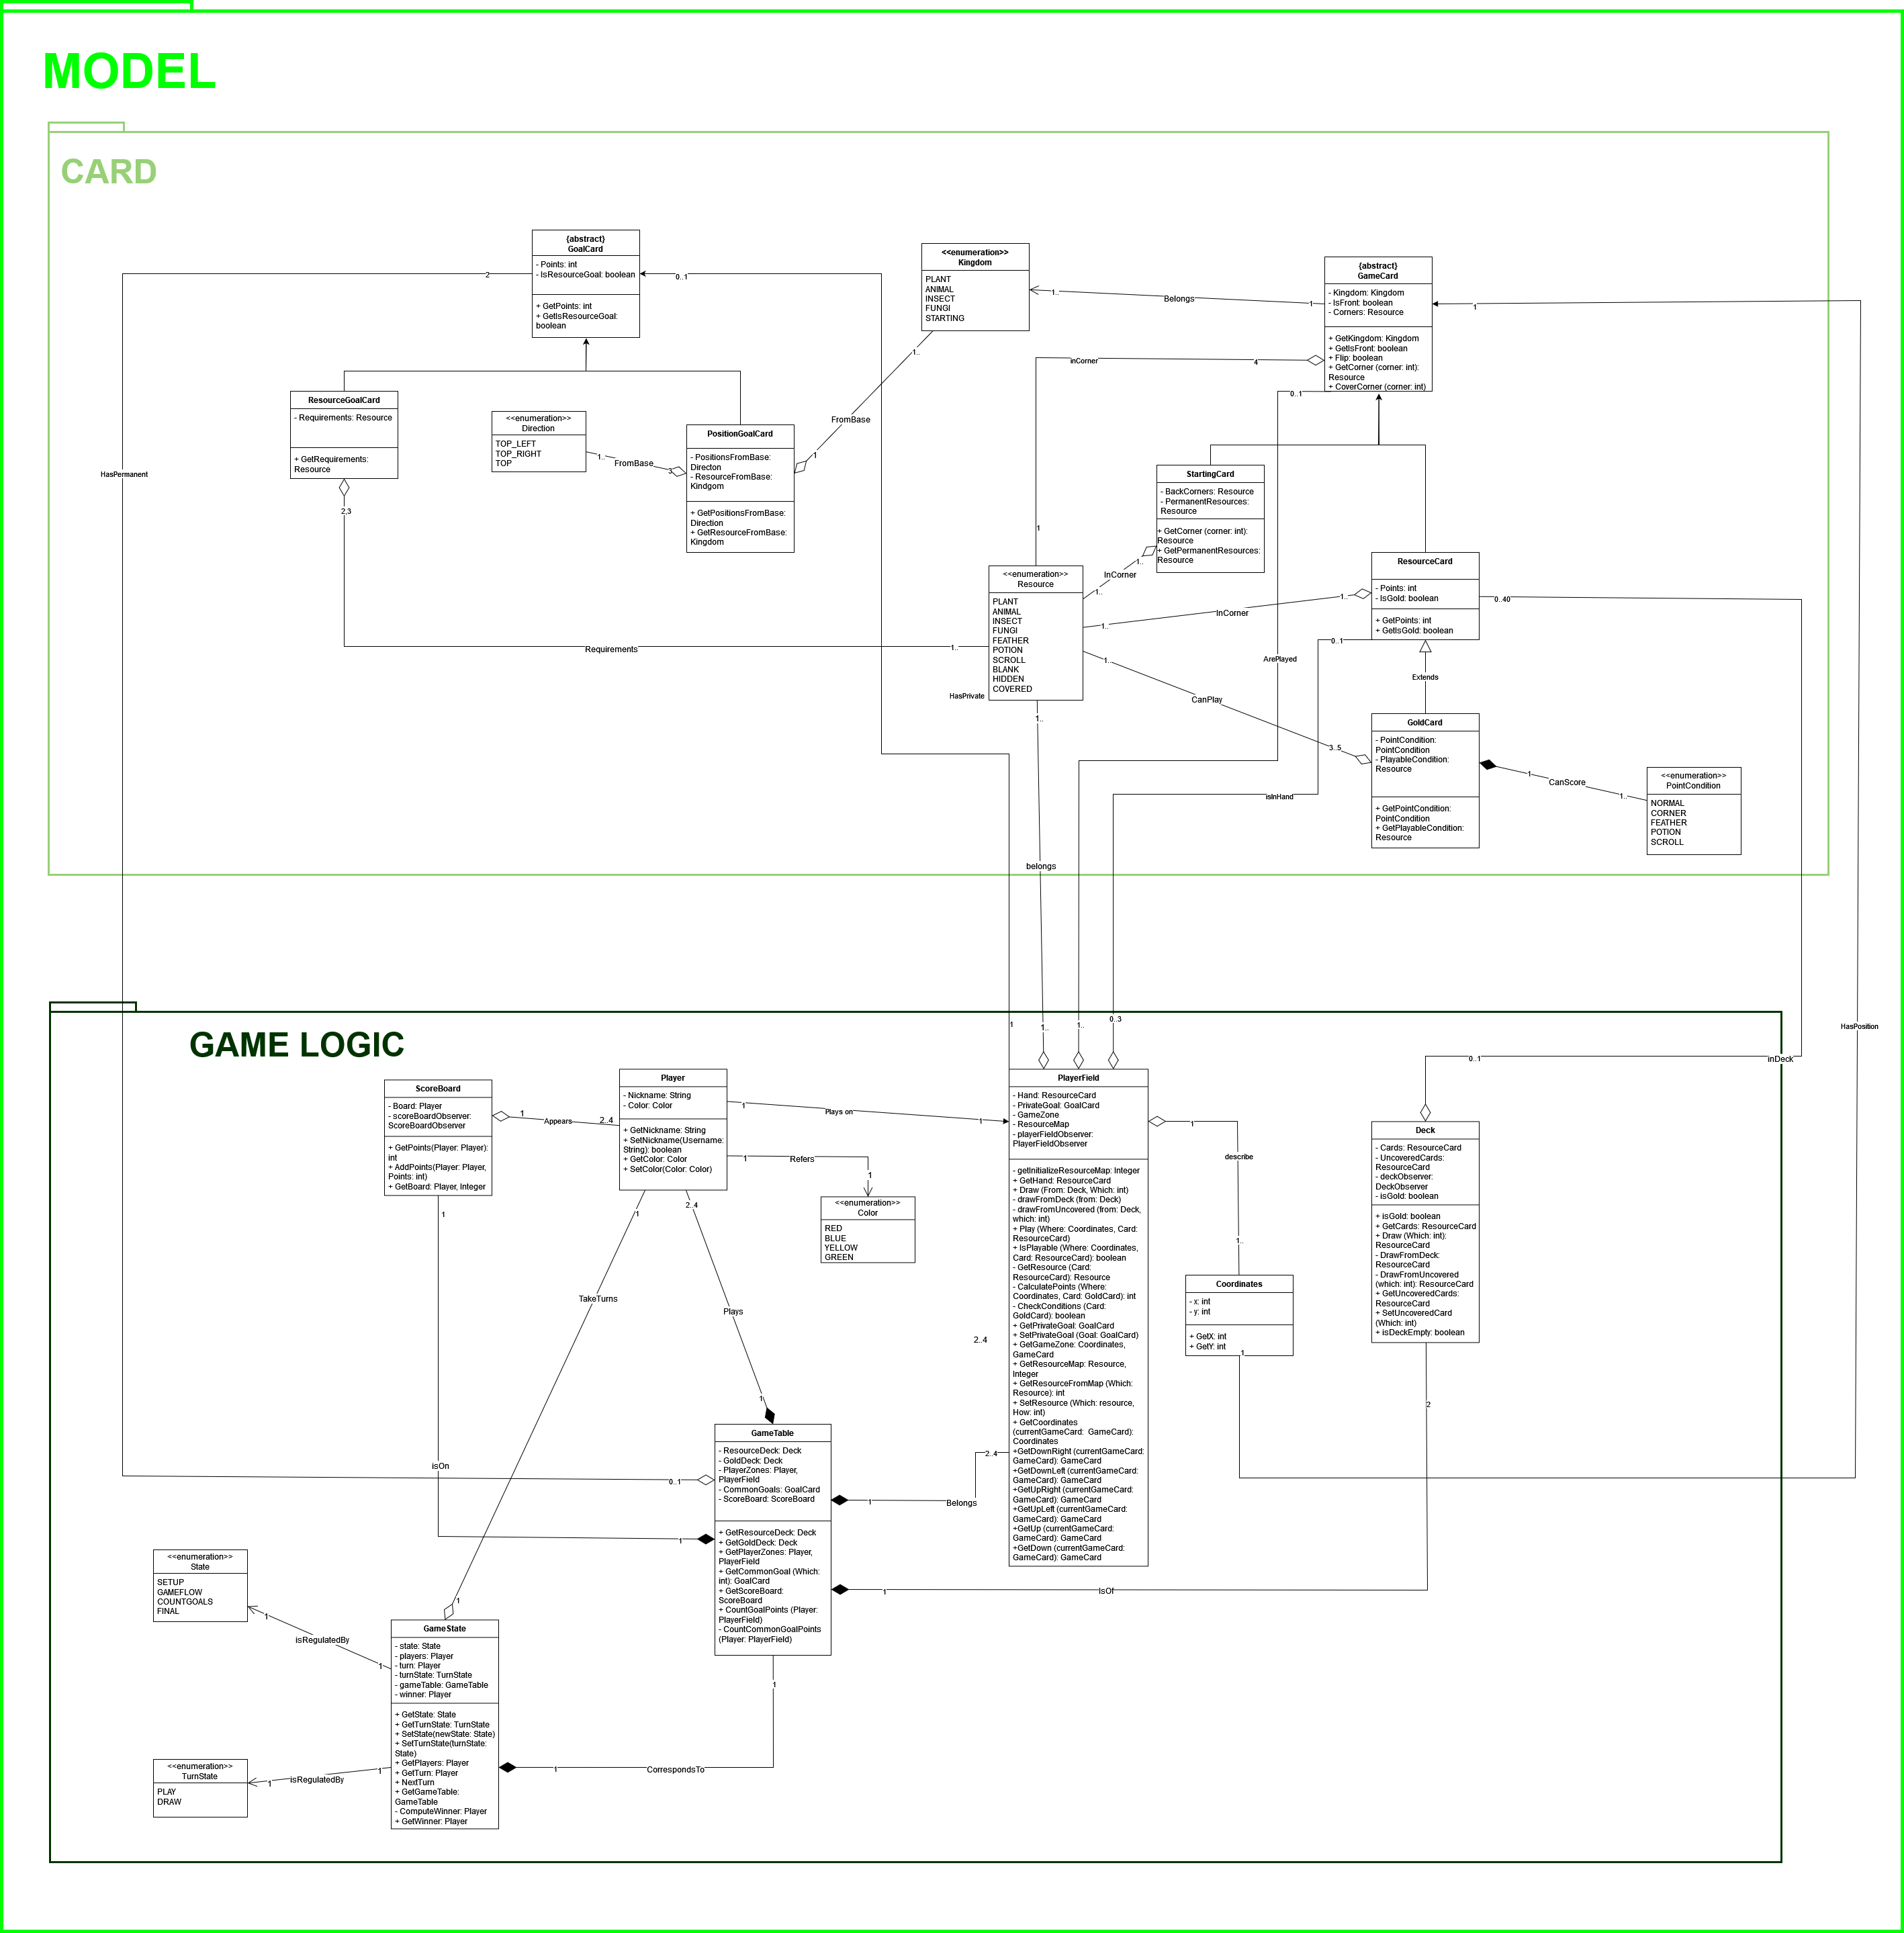 MODEL
CARD
{abstract}
GoalCard
- Points: int
- IsResourceGoal: boolean
+ GetPoints: int
+ GetIsResourceGoal:
boolean
2
0..1
<<enumeration>>
Kingdom
PLANT
ANIMAL
INSECT
FUNGI
STARTING
1..
Belongs
1
1..
{abstract}
GameCard
- Kingdom: Kingdom
- IsFront: boolean
- Corners: Resource
+ GetKingdom: Kingdom
+ GetIsFront: boolean
+ Flip: boolean
+ GetCorner (corner: int):
Resource
+ CoverCorner (corner: int)
1
inCorner
4
1
0..1
ResourceGoalCard
- Requirements: Resource
+ GetRequirements:
Resource
2,3
<<enumeration>>
Direction
TOP_LEFT
TOP_RIGHT
TOP
1..
FromBase
3
PositionGoalCard
- PositionsFromBase:
Directon
- ResourceFromBase:
Kindgom
+ GetPositionsFromBase:
Direction
+ GetResourceFromBase:
Kingdom
FromBase
1
HasPermanent
StartingCard
- BackCorners: Resource
- PermanentResources:
Resource
+ GetCorner (corner: int):
Resource
+ GetPermanentResources:
Resource
1..
InCorner
1..
<<enumeration>>
Resource
PLANT
ANIMAL
INSECT
FUNGI
FEATHER
POTION
SCROLL
BLANK
HIDDEN
COVERED
Requirements
1..
HasPrivate
1..
InCorner
1..
ResourceCard
- Points: int
- IsGold: boolean
+ GetPoints: int
+ GetIsGold: boolean
0..40
0..1
ArePlayed
Extends
1..
CanPlay
3..5
1..
GoldCard
- PointCondition:
PointCondition
- PlayableCondition:
Resource
+ GetPointCondition:
PointCondition
+ GetPlayableCondition:
Resource
isInHand
1
CanScore
1..
<<enumeration>>
PointCondition
NORMAL
CORNER
FEATHER
POTION
SCROLL
belongs
GAME LOGIC
1
1..
1..
0..3
HasPosition
0..1
inDeck
ScoreBoard
- Board: Player
- scoreBoardObserver:
ScoreBoardObserver
+ GetPoints(Player: Player):
int
+ AddPoints(Player: Player,
Points: int)
+ GetBoard: Player, Integer
1
Appears
2..4
1
Player
- Nickname: String
- Color: Color
+ GetNickname: String
+ SetNickname(Username:
String): boolean
+ GetColor: Color
+ SetColor(Color: Color)
1
Plays on
1
1
Refers
1
<<enumeration>>
Color
RED
BLUE
YELLOW
GREEN
1
2..4
PlayerField
- Hand: ResourceCard
- PrivateGoal: GoalCard
- GameZone
- ResourceMap
- playerFieldObserver:
PlayerFieldObserver
- getInitializeResourceMap: Integer
+ GetHand: ResourceCard
+ Draw (From: Deck, Which: int)
- drawFromDeck (from: Deck)
- drawFromUncovered (from: Deck,
which: int)
+ Play (Where: Coordinates, Card:
ResourceCard)
+ IsPlayable (Where: Coordinates,
Card: ResourceCard): boolean
- GetResource (Card:
ResourceCard): Resource
- CalculatePoints (Where:
Coordinates, Card: GoldCard): int
- CheckConditions (Card:
GoldCard): boolean
+ GetPrivateGoal: GoalCard
+ SetPrivateGoal (Goal: GoalCard)
+ GetGameZone: Coordinates,
GameCard
+ GetResourceMap: Resource,
Integer
+ GetResourceFromMap (Which:
Resource): int
+ SetResource (Which: resource,
How: int)
+ GetCoordinates
(currentGameCard:  GameCard):
Coordinates
+GetDownRight (currentGameCard:
GameCard): GameCard
+GetDownLeft (currentGameCard:
GameCard): GameCard
+GetUpRight (currentGameCard:
GameCard): GameCard
+GetUpLeft (currentGameCard:
GameCard): GameCard
+GetUp (currentGameCard:
GameCard): GameCard
+GetDown (currentGameCard:
GameCard): GameCard
1
describe
1..
Coordinates
- x: int
- y: int
+ GetX: int
+ GetY: int
1
Deck
- Cards: ResourceCard
- UncoveredCards:
ResourceCard
- deckObserver:
DeckObserver
- isGold: boolean
+ isGold: boolean
+ GetCards: ResourceCard
+ Draw (Which: int):
ResourceCard
- DrawFromDeck:
ResourceCard
- DrawFromUncovered
(which: int): ResourceCard
+ GetUncoveredCards:
ResourceCard
+ SetUncoveredCard
(Which: int)
+ isDeckEmpty: boolean
2
TakeTurns
Plays
2..4
1
isOn
GameTable
- ResourceDeck: Deck
- GoldDeck: Deck
- PlayerZones: Player,
PlayerField
- CommonGoals: GoalCard
- ScoreBoard: ScoreBoard
+ GetResourceDeck: Deck
+ GetGoldDeck: Deck
+ GetPlayerZones: Player,
PlayerField
+ GetCommonGoal (Which:
int): GoalCard
+ GetScoreBoard:
ScoreBoard
+ CountGoalPoints (Player:
PlayerField)
- CountCommonGoalPoints
(Player: PlayerField)
0..1
1
2..4
1
Belongs
1
IsOf
1
<<enumeration>>
State
SETUP
GAMEFLOW
COUNTGOALS
FINAL
1
isRegulatedBy
1
1
GameState
- state: State
- players: Player
- turn: Player
- turnState: TurnState
- gameTable: GameTable
- winner: Player
+ GetState: State
+ GetTurnState: TurnState
+ SetState(newState: State)
+ SetTurnState(turnState:
State)
+ GetPlayers: Player
+ GetTurn: Player
+ NextTurn
+ GetGameTable:
GameTable
- ComputeWinner: Player
+ GetWinner: Player
<<enumeration>>
TurnState
PLAY
DRAW
1
isRegulatedBy
1
1
CorrespondsTo